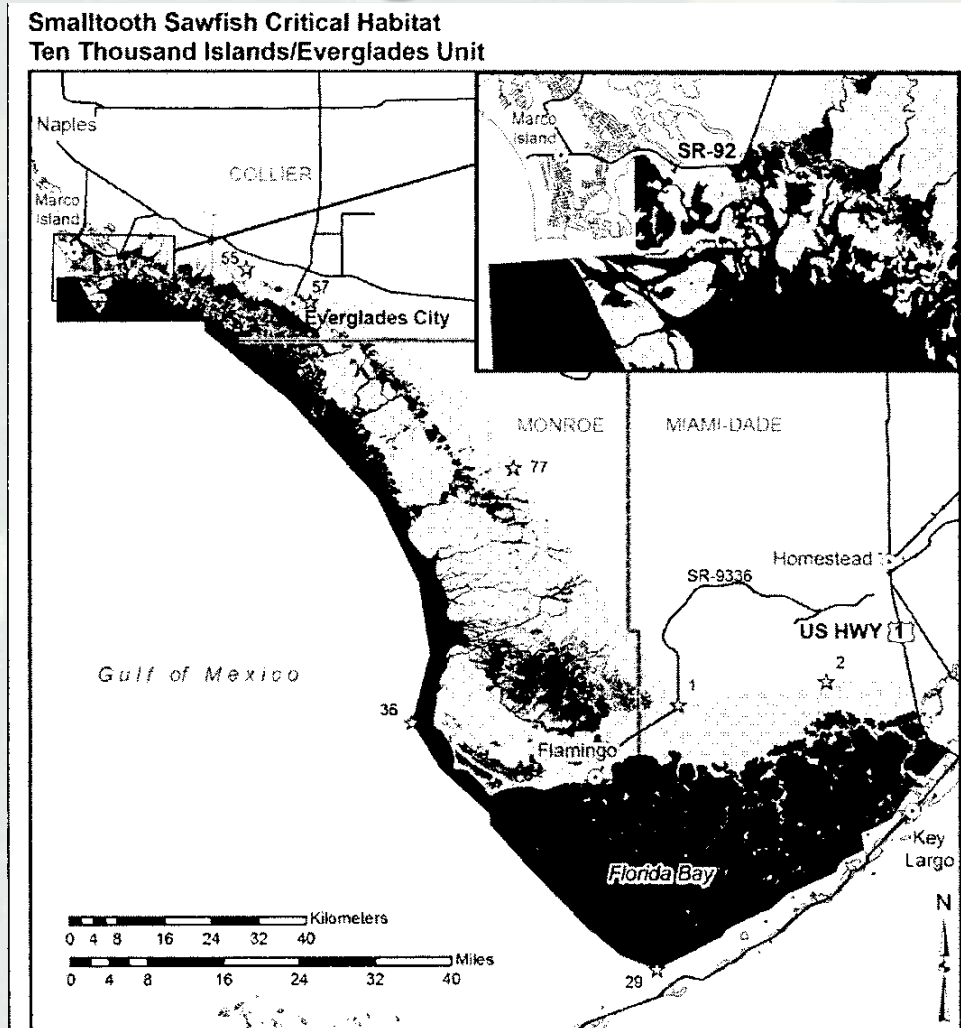 Smalltooth Sawfish Critical Habitat
Ten Thousand Islands/Everglades Unit
Naples
COLLIER
Marco
Island
Marco
Island
SR-92
55
57
Everglades City
MONROE
MIAMI-DADE
77
Homestead
SR-9336
US HWY 1
Gulf of Mexico
2
1
36
Flamingo
Key
Largo
Florida Bay
N
Kilometers
0 4 8 16 24 32 40
Miles
0 4 8 16 24 32 40
29